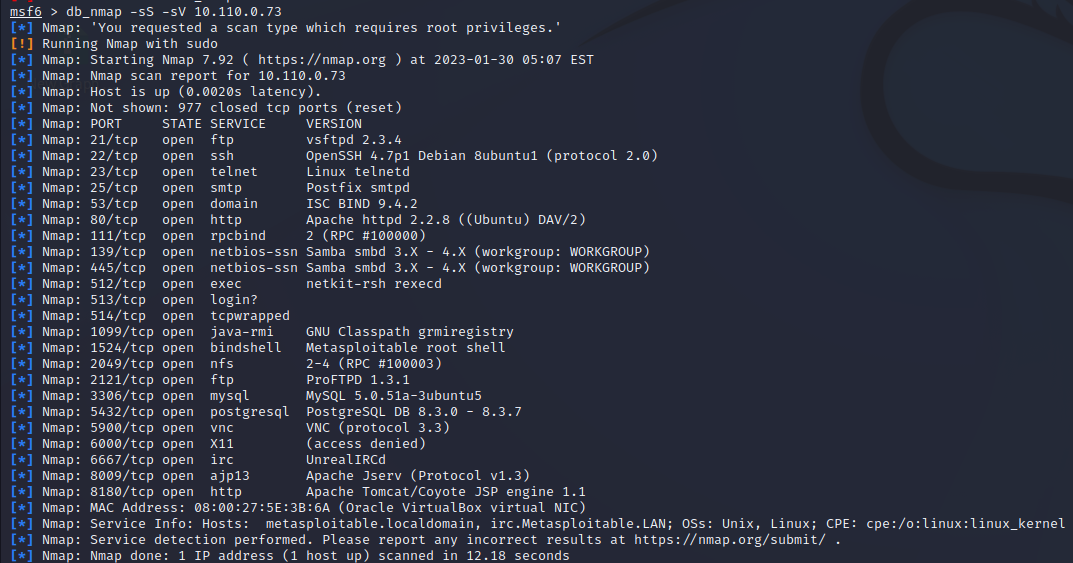 msf6 > db_nmap -sS -sV 10.110.0.73
[*] Nmap: 'You requested a scan type which requires root privileges.'
[!] Running Nmap with sudo
[*] Nmap: Starting Nmap 7.92 ( https://nmap.org ) at 2023-01-30 05:07 EST
[*] Nmap: Nmap scan report for 10.110.0.73
[*] Nmap: Host is up (0.0020s latency).
[*] Nmap: Not shown: 977 closed tcp ports (reset)
[*] Nmap: PORT     STATE SERVICE     VERSION
[*] Nmap: 21/tcp   open  ftp         vsftpd 2.3.4
[*] Nmap: 22/tcp   open  ssh         OpenSSH 4.7p1 Debian 8ubuntu1 (protocol 2.0)
[*] Nmap: 23/tcp   open  telnet      Linux telnetd
[*] Nmap: 25/tcp   open  smtp        Postfix smtpd
[*] Nmap: 53/tcp   open  domain      ISC BIND 9.4.2
[*] Nmap: 80/tcp   open  http        Apache httpd 2.2.8 ((Ubuntu) DAV/2)
[*] Nmap: 111/tcp  open  rpcbind     2 (RPC #100000)
[*] Nmap: 139/tcp  open  netbios-ssn Samba smbd 3.X - 4.X (workgroup: WORKGROUP)
[*] Nmap: 445/tcp  open  netbios-ssn Samba smbd 3.X - 4.X (workgroup: WORKGROUP)
[*] Nmap: 512/tcp  open  exec        netkit-rsh rexecd
[*] Nmap: 513/tcp  open  login?
[*] Nmap: 514/tcp  open  tcpwrapped
[*] Nmap: 1099/tcp open  java-rmi    GNU Classpath grmiregistry
[*] Nmap: 1524/tcp open  bindshell   Metasploitable root shell
[*] Nmap: 2049/tcp open  nfs         2-4 (RPC #100003)
[*] Nmap: 2121/tcp open  ftp         ProFTPD 1.3.1
[*] Nmap: 3306/tcp open  mysql       MySQL 5.0.51a-3ubuntu5
[*] Nmap: 5432/tcp open  postgresql  PostgreSQL DB 8.3.0 - 8.3.7
[*] Nmap: 5900/tcp open  vnc         VNC (protocol 3.3)
[*] Nmap: 6000/tcp open  X11         (access denied)
[*] Nmap: 6667/tcp open  irc         UnrealIRCd
[*] Nmap: 8009/tcp open  ajp13       Apache Jserv (Protocol v1.3)
[*] Nmap: 8180/tcp open  http        Apache Tomcat/Coyote JSP engine 1.1
[*] Nmap: MAC Address: 08:00:27:5E:3B:6A (Oracle VirtualBox virtual NIC)
[*] Nmap: Service Info: Hosts:  metasploitable.localdomain, irc.Metasploitable.LAN; OSs: Unix, Linux; CPE: cpe:/o:linux:linux_kernel
[*] Nmap: Service detection performed. Please report any incorrect results at https://nmap.org/submit/ .
[*] Nmap: Nmap done: 1 IP address (1 host up) scanned in 12.18 seconds